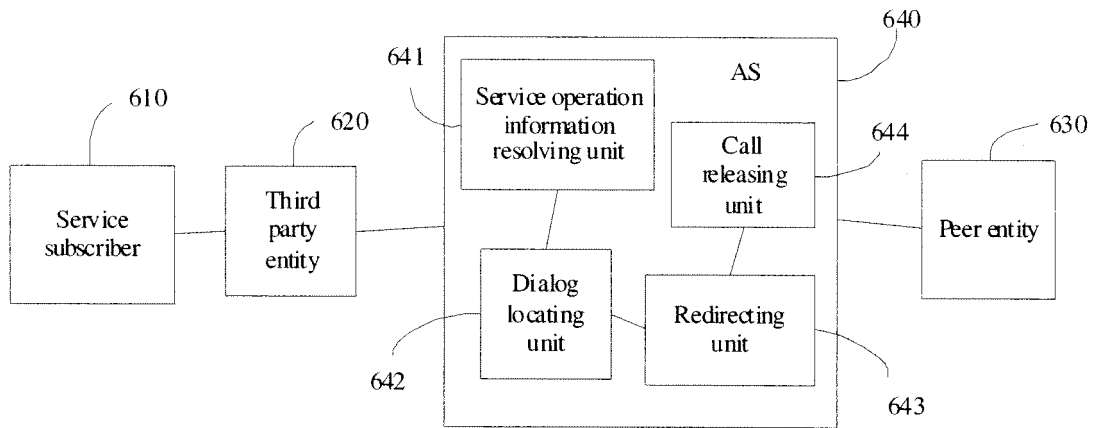 640
641
AS
610
Service operation
information
resolving unit
620
644
630
Call
releasing
unit
Service
subscriber
Third
party
entity
Peer entity
Dialog
locating
unit
Redirecting
unit
642
643